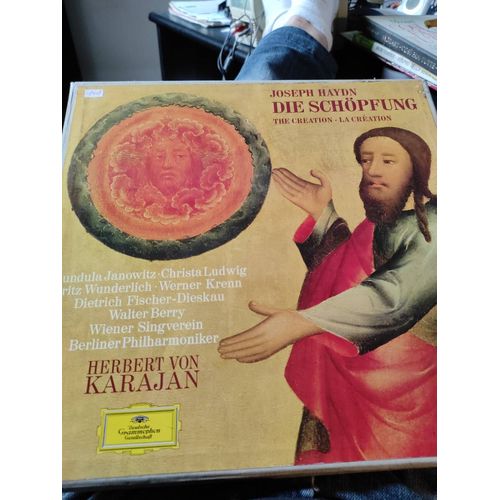 JOSEPH HAYDN
DIE SCHÖPFUNG
THE CREATION · LA CRÉATION
undula Janowitz · Christa Ludwig
ritz Wunderlich · Werner Krenn
Dietrich Fischer-Dieskau
Walter Berry
Wiener Singverein
Berliner Philharmoniker
HERBERT VON
KARAJAN
Deutsche
Grammophon
Gesellschaft